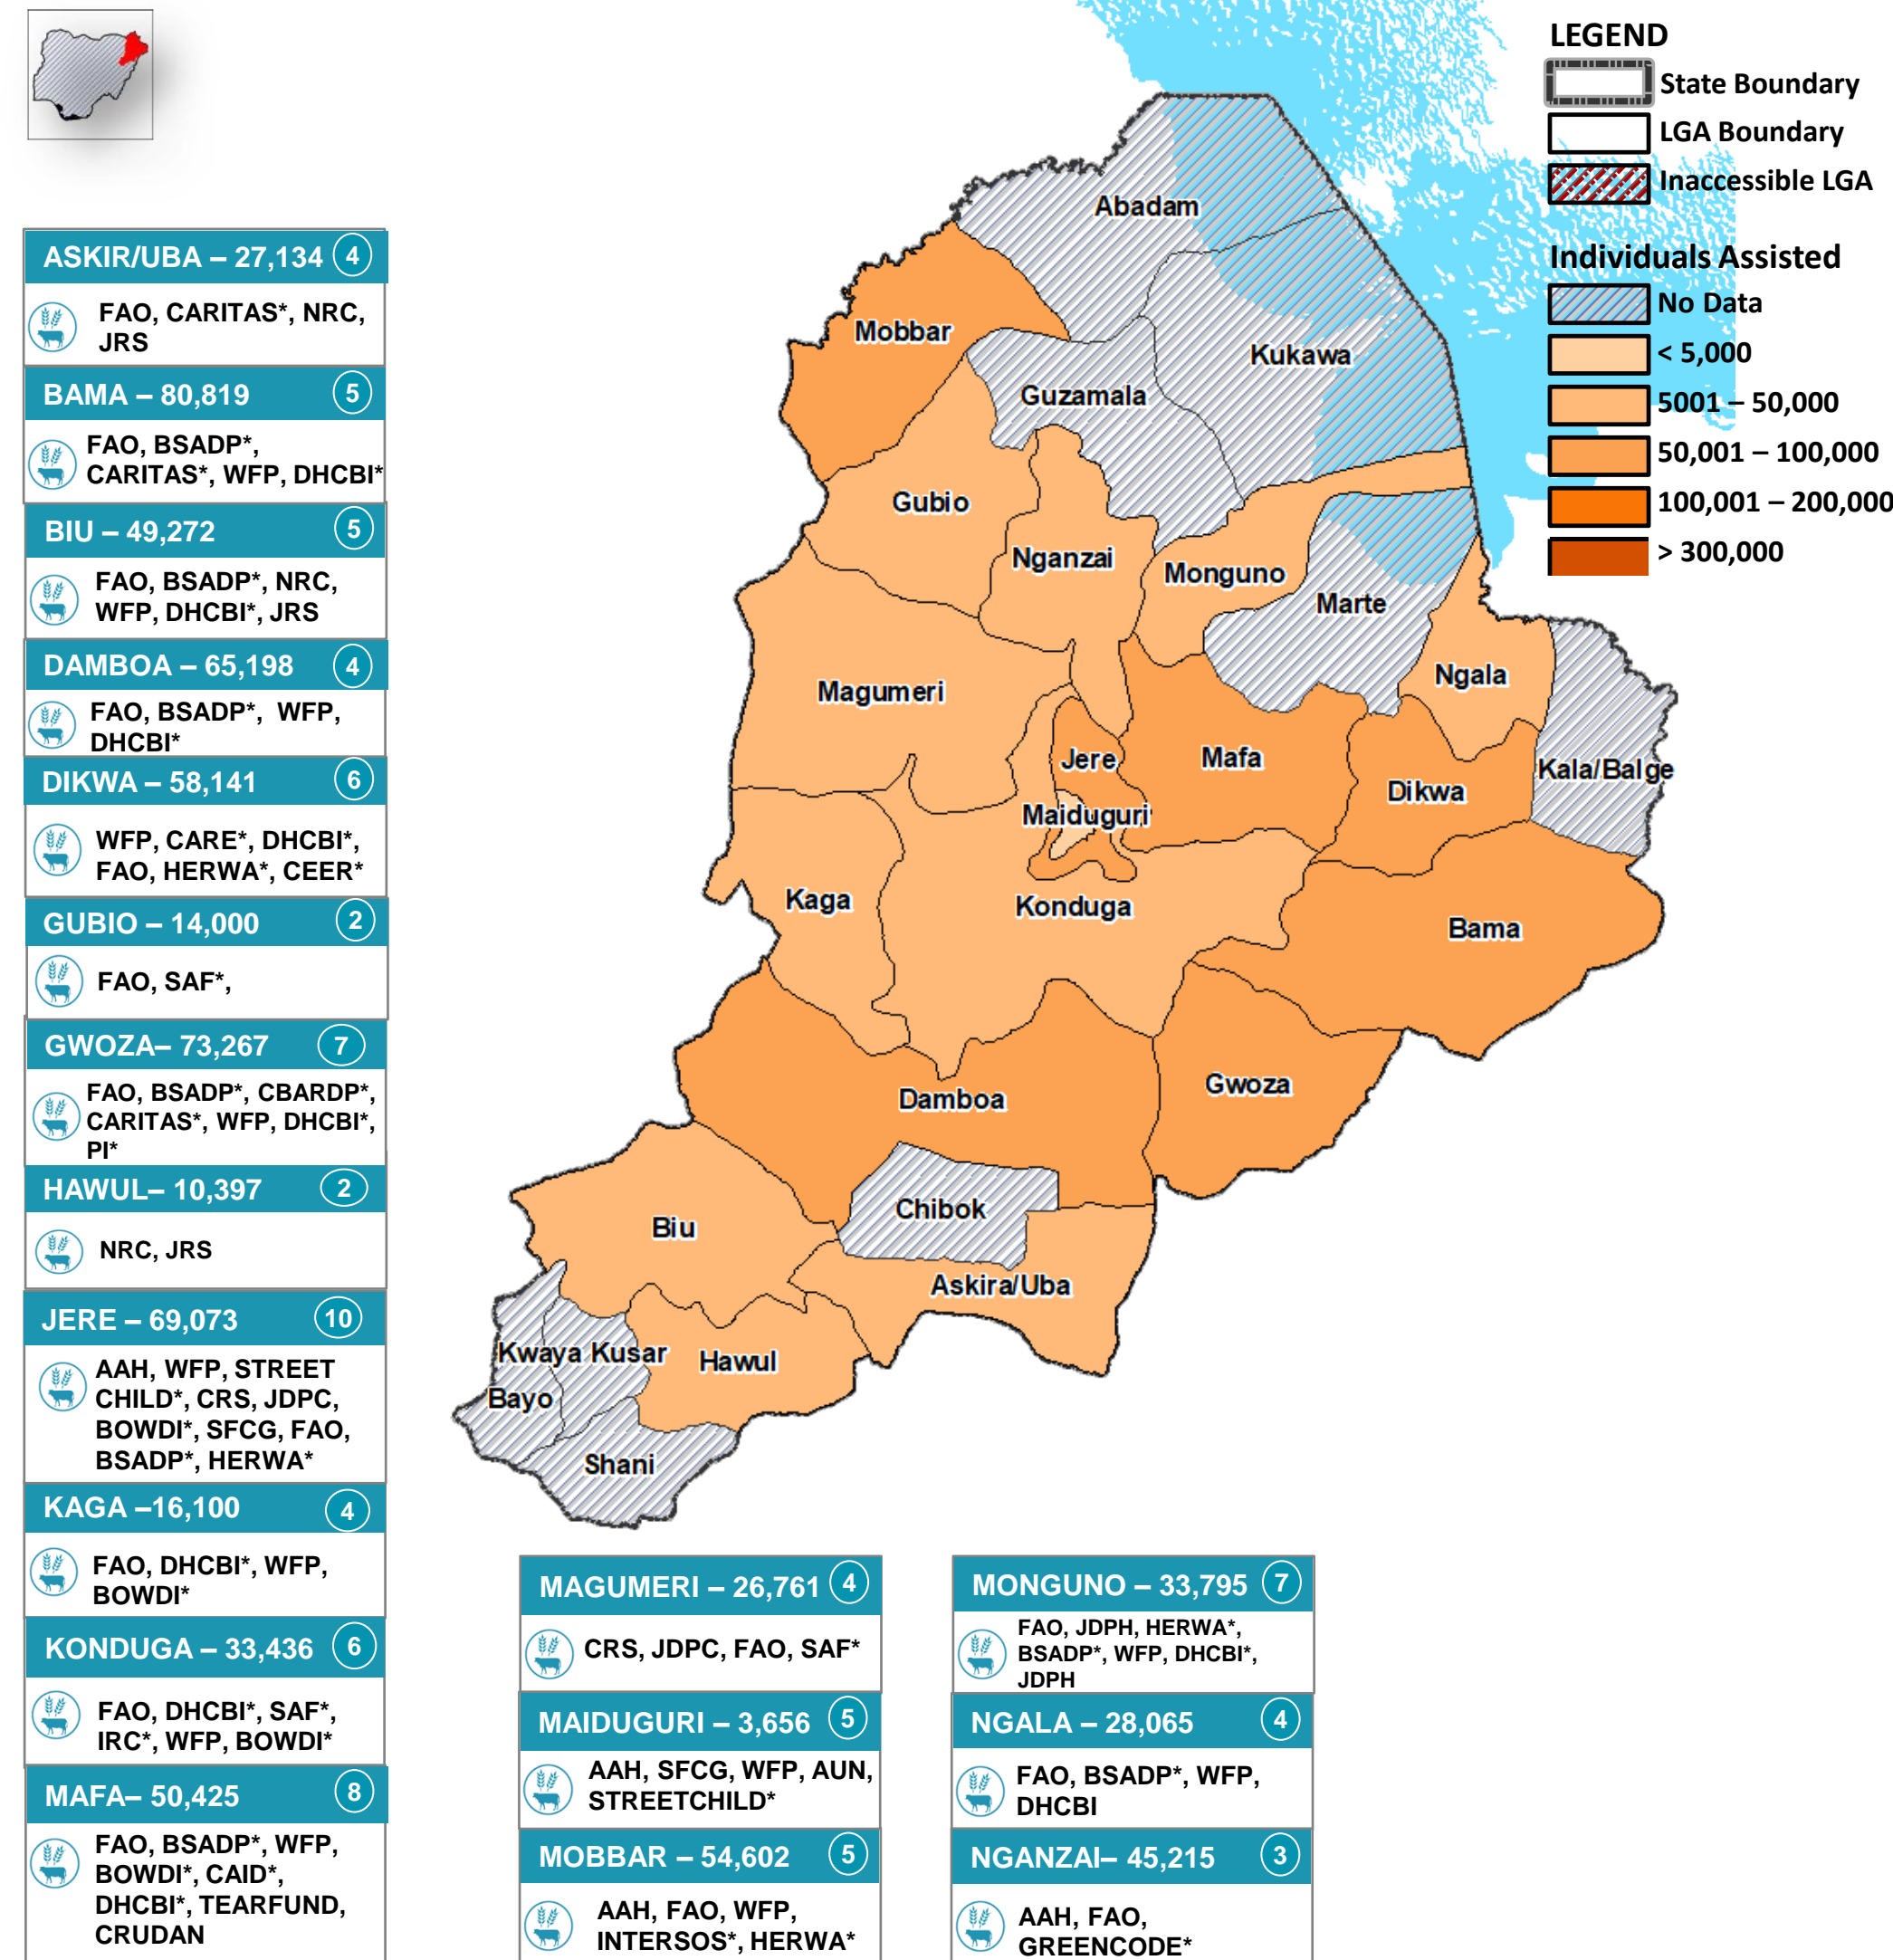 ASKIR/UBA – 27,134 4
FAO, CARITAS*, NRC,
JRS
BAMA – 80,819 5
FAO, BSADP*,
CARITAS*, WFP, DHCBI*
BIU – 49,272 5
FAO, BSADP*, NRC,
WFP, DHCBI*, JRS
DAMBOA – 65,198 4
FAO, BSADP*, WFP,
DHCBI*
DIKWA – 58,141 6
WFP, CARE*, DHCBI*,
FAO, HERWA*, CEER*
GUBIO – 14,000 2
FAO, SAF*,
GWOZA– 73,267 7
FAO, BSADP*, CBARDP*,
CARITAS*, WFP, DHCBI*,
PI*
HAWUL– 10,397 2
NRC, JRS
JERE – 69,073 10
AAH, WFP, STREET
CHILD*, CRS, JDPC,
BOWDI*, SFCG, FAO,
BSADP*, HERWA*
KAGA –16,100 4
FAO, DHCBI*, WFP,
BOWDI*
KONDUGA – 33,436 6
FAO, DHCBI*, SAF*,
IRC*, WFP, BOWDI*
MAFA– 50,425 8
FAO, BSADP*, WFP,
BOWDI*, CAID*,
DHCBI*, TEARFUND,
CRUDAN
MAGUMERI – 26,761 4
CRS, JDPC, FAO, SAF*
MAIDUGURI – 3,656 5
AAH, SFCG, WFP, AUN,
STREETCHILD*
MOBBAR – 54,602 5
AAH, FAO, WFP,
INTERSOS*, HERWA*
MONGUNO – 33,795 7
FAO, JDPH, HERWA*,
BSADP*, WFP, DHCBI*,
JDPH
NGALA – 28,065 4
FAO, BSADP*, WFP,
DHCBI
NGANZAI– 45,215 3
AAH, FAO,
GREENCODE*
Abadam
Mobbar
Kukawa
Guzamala
Gubio
Nganzai
Monguno
Marte
Ngala
Magumeri
Jere
Mafa
Kala/Balge
Dikwa
Maiduguri
Kaga
Konduga
Bama
Gwoza
Damboa
Chibok
Biu
Askira/Uba
Kwaya Kusar
Hawul
Bayo
Shani
LEGEND
State Boundary
LGA Boundary
Inaccessible LGA
Individuals Assisted
No Data
< 5,000
5001 – 50,000
50,001 – 100,000
100,001 – 200,000
> 300,000